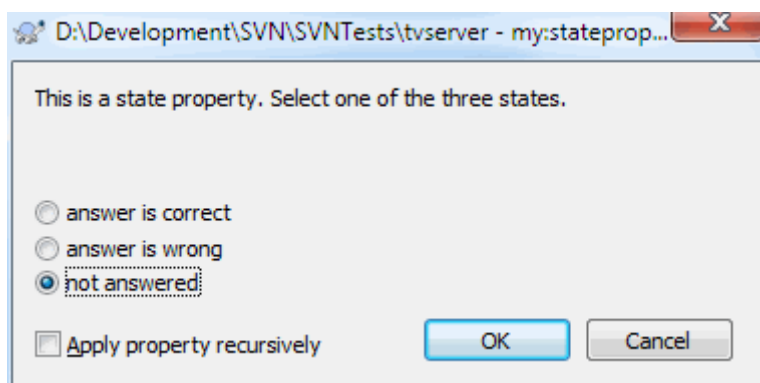 D:\Development\SVN\SVNTests\tvserver - my:stateprop...
This is a state property. Select one of the three states.
answer is correct
answer is wrong
not answered
Apply property recursively OK Cancel